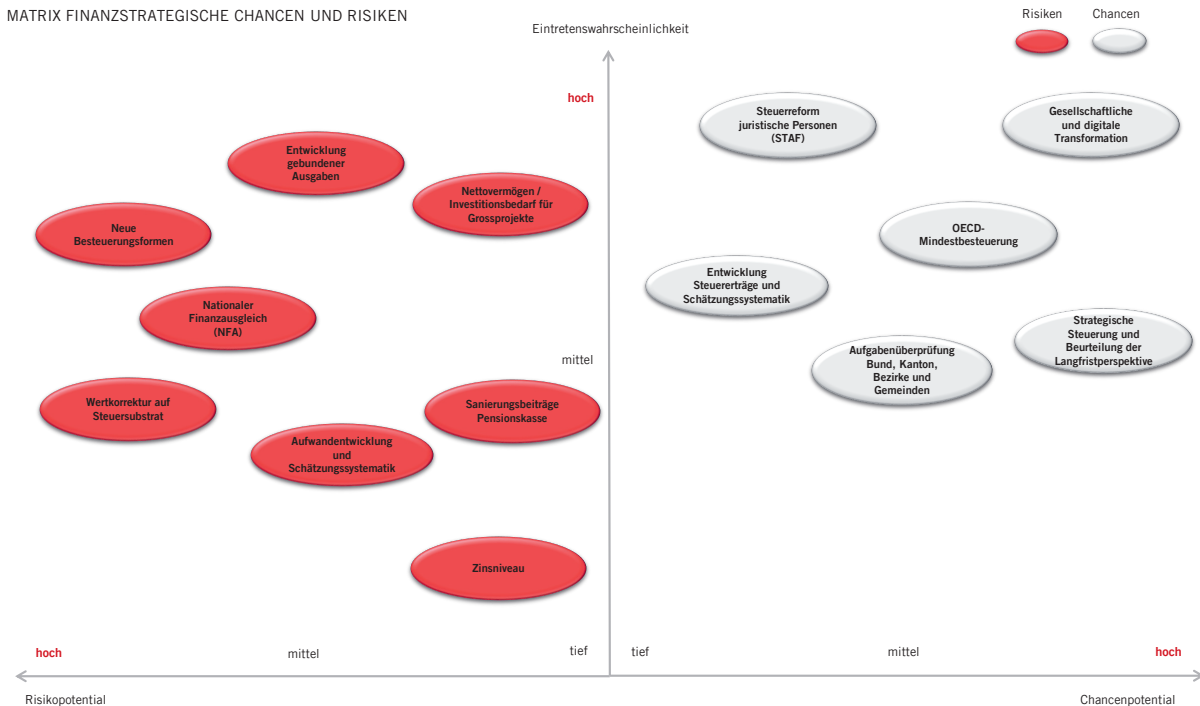 MATRIX FINANZSTRATEGISCHE CHANCEN UND RISIKEN
Risiken
Chancen
Eintretenswahrscheinlichkeit
hoch
Entwicklung
gebundener
Ausgaben
Nettovermögen /
Investitionsbedarf für
Grossprojekte
Neue
Besteuerungsformen
Nationaler
Finanzausgleich
(NFA)
mittel
Wertkorrektur auf
Steuersubstrat
Sanierungsbeiträge
Pensionskasse
Aufwandentwicklung
und
Schätzungssystematik
Zinsniveau
Steuerreform
juristische Personen
(STAF)
Gesellschaftliche
und digitale
Transformation
OECD-
Mindestbesteuerung
Entwicklung
Steuererträge und
Schätzungssystematik
Strategische
Steuerung und
Beurteilung der
Langfristperspektive
Aufgabenüberprüfung
Bund, Kanton,
Bezirke und
Gemeinden
hoch
mittel
tief
tief
mittel
hoch
Risikopotential
Chancenpotential